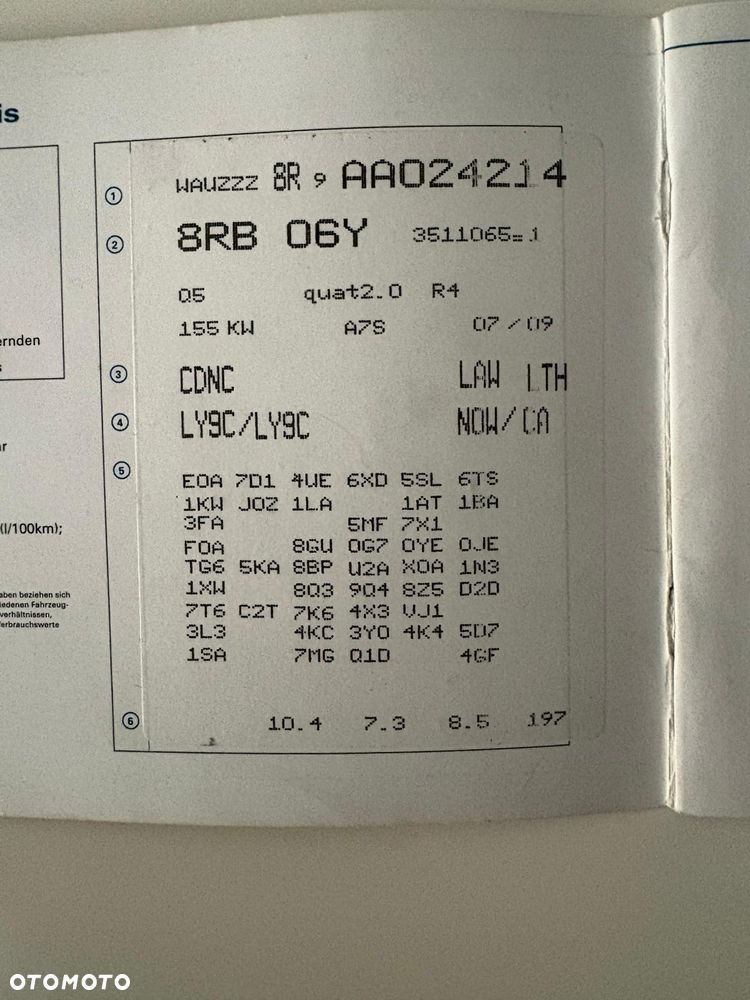 is
ernden
s
r
(l/100km);
aben beziehen sich
iedenen Fahrzeug-
verhältnissen,
erbrauchswerte
1 WAUZZZ 8R 9 AA024214
2 8RB 06Y 3511065=1
Q5 quat2.0 R4
155 KW A7S 07/09
3 CDNC LAW LTH
4 LY9C/LY9C NOW/CA
5 E0A 7D1 4UE 6XD 5SL 6TS
1KW J0Z 1LA 1AT 1BA
3FA 5MF 7X1
F0A 8GU 0G7 0YE 0JE
TG6 5KA 8BP U2A X0A 1N3
1XW 8Q3 9Q4 8Z5 D2D
7T6 C2T 7K6 4X3 VJ1
3L3 4KC 3Y0 4K4 5D7
1SA 7MG Q1D 4GF
6 10.4 7.3 8.5 197
OTOMOTO